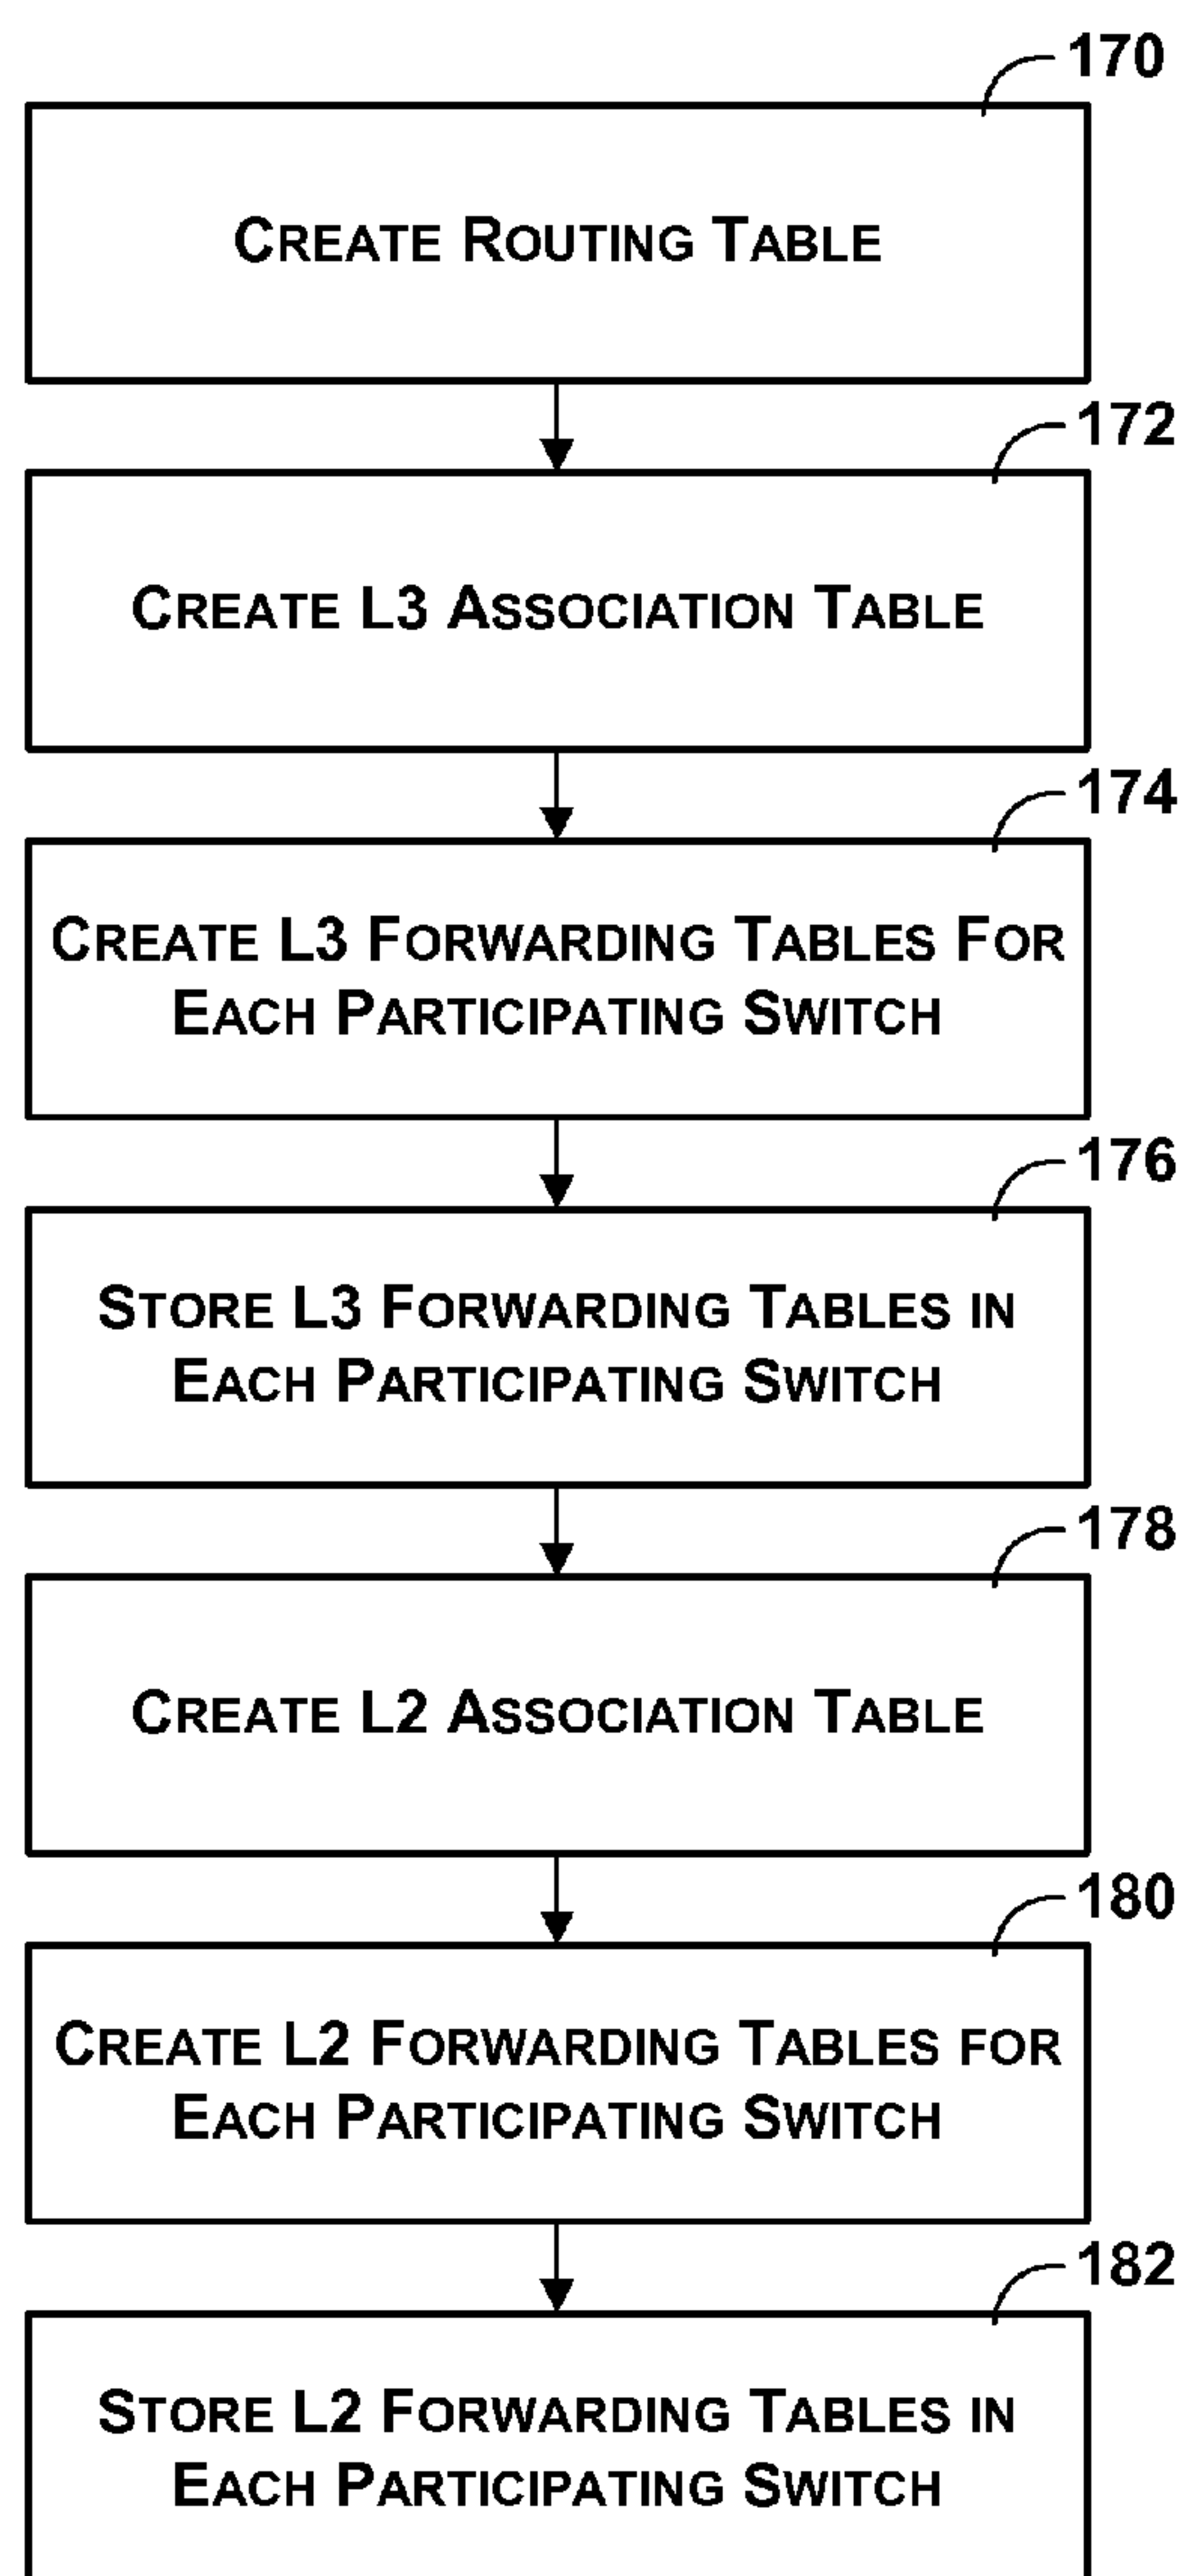 170
CREATE ROUTING TABLE
172
CREATE L3 ASSOCIATION TABLE
174
CREATE L3 FORWARDING TABLES FOR
EACH PARTICIPATING SWITCH
176
STORE L3 FORWARDING TABLES IN
EACH PARTICIPATING SWITCH
178
CREATE L2 ASSOCIATION TABLE
180
CREATE L2 FORWARDING TABLES FOR
EACH PARTICIPATING SWITCH
182
STORE L2 FORWARDING TABLES IN
EACH PARTICIPATING SWITCH